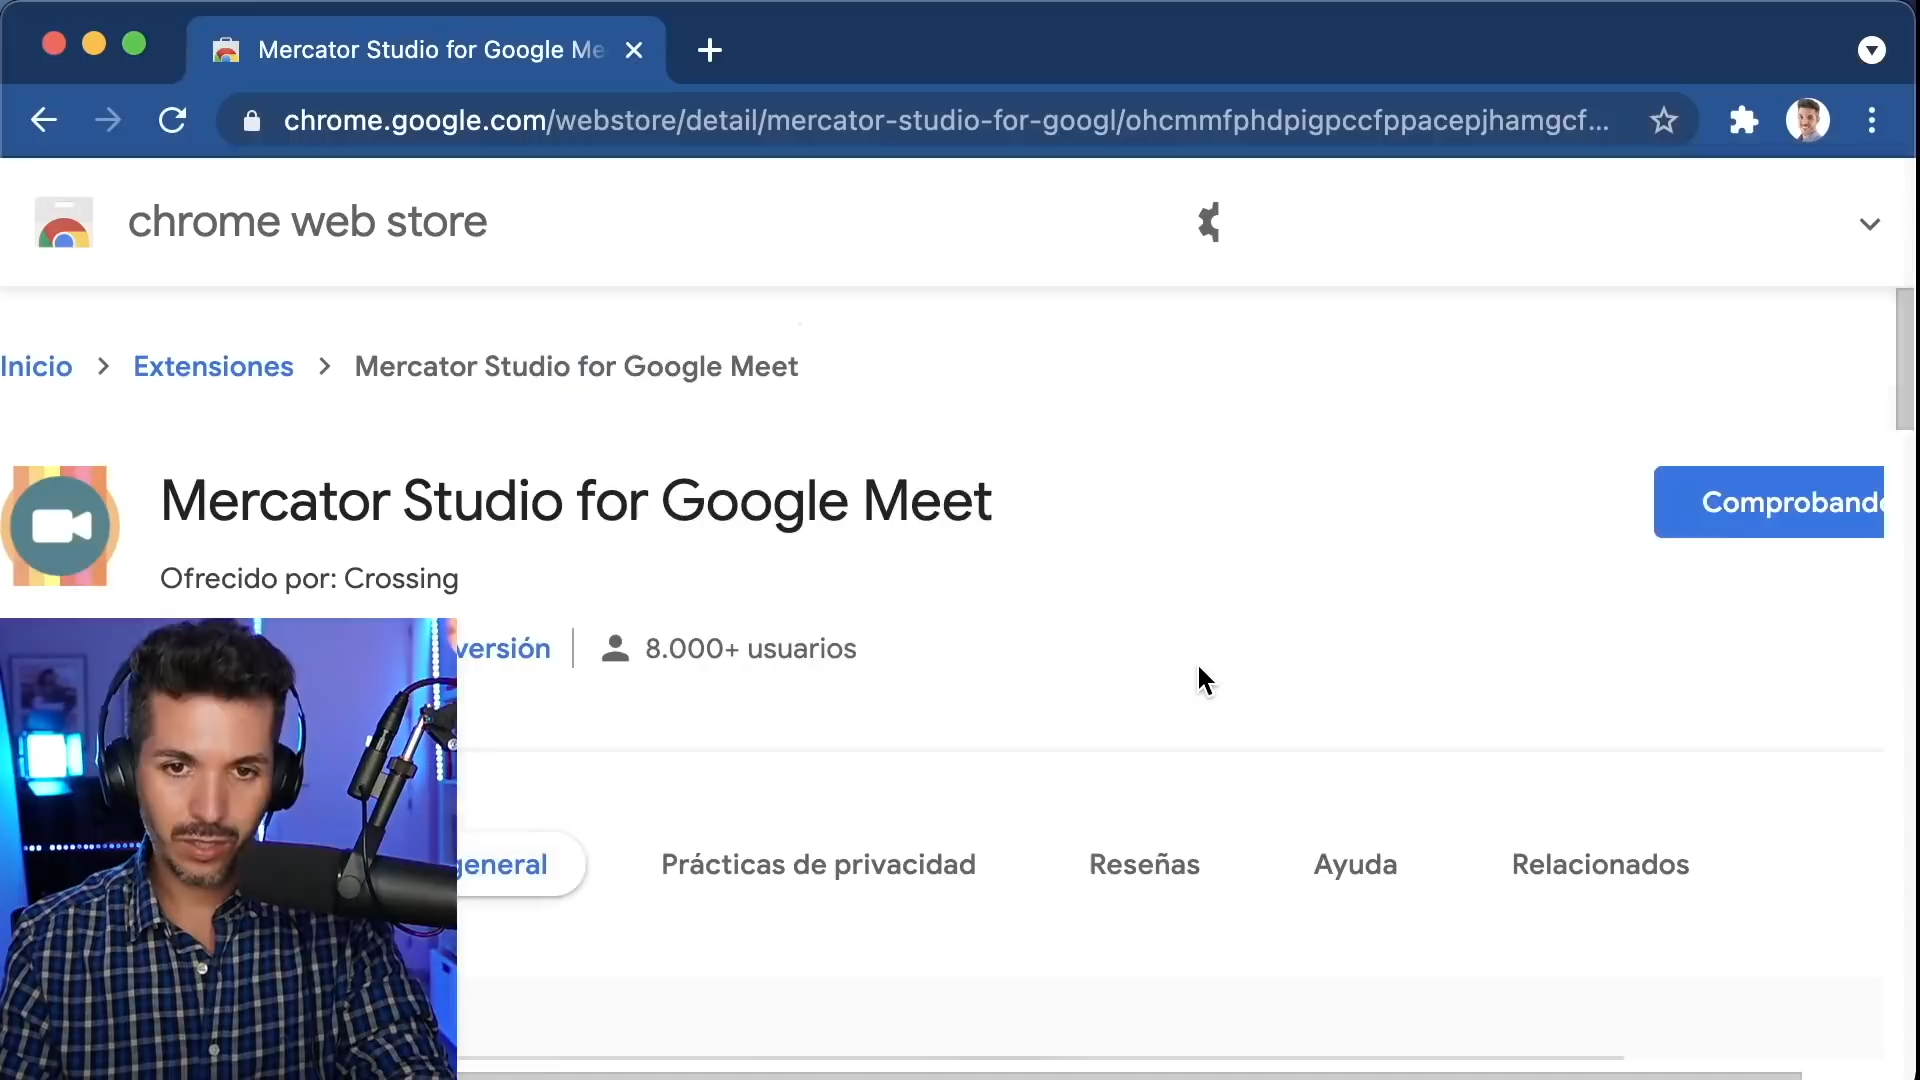 Mercator Studio for Google Me
chrome.google.com/webstore/detail/mercator-studio-for-googl/ohcmmfphdpigpccfppacepjhamgcf...
chrome web store
Inicio > Extensiones > Mercator Studio for Google Meet
Mercator Studio for Google Meet
Comprobando
Ofrecido por: Crossing
versión
8.000+ usuarios
general
Prácticas de privacidad
Reseñas
Ayuda
Relacionados